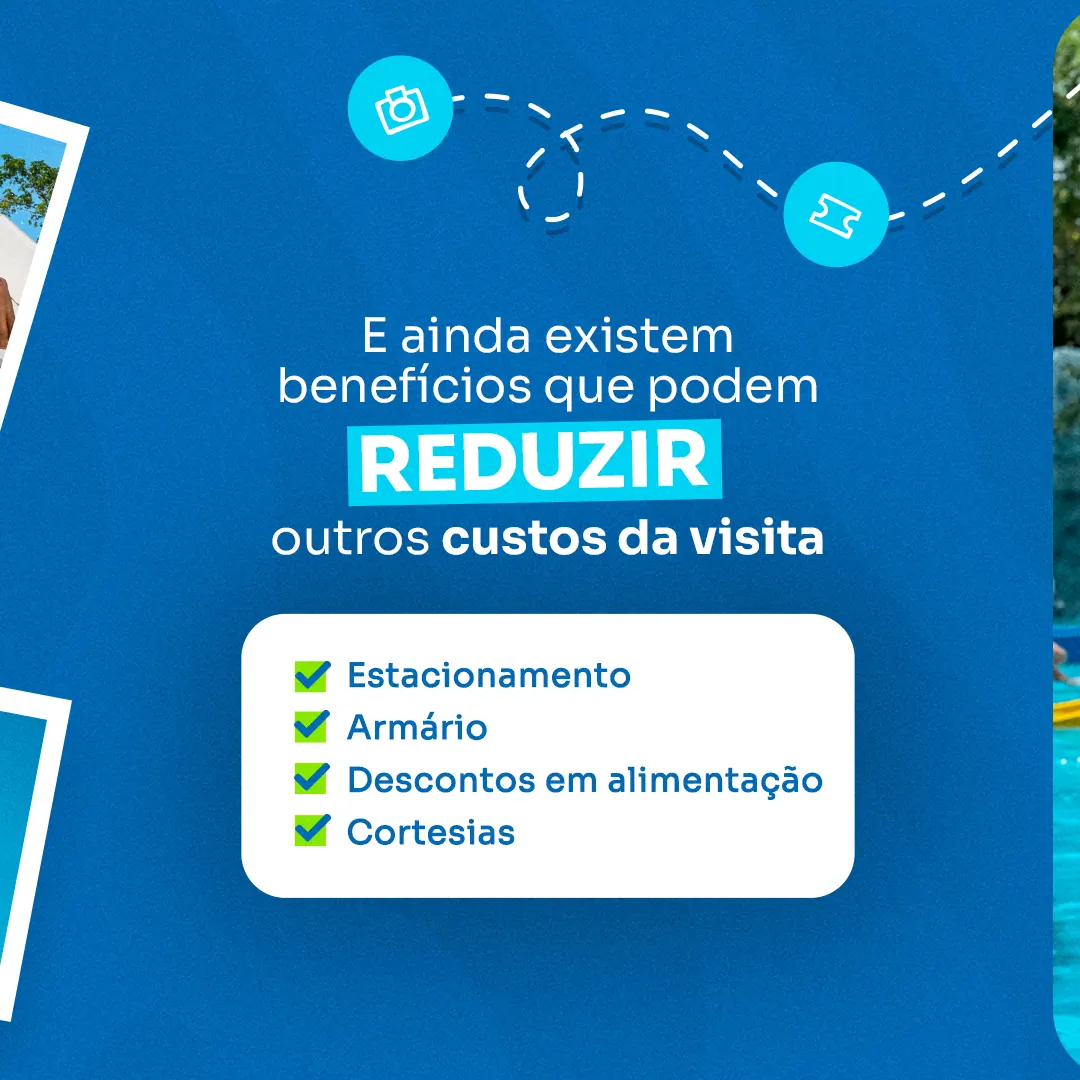 E ainda existem
benefícios que podem
REDUZIR
outros custos da visita
Estacionamento
Armário
Descontos em alimentação
Cortesias